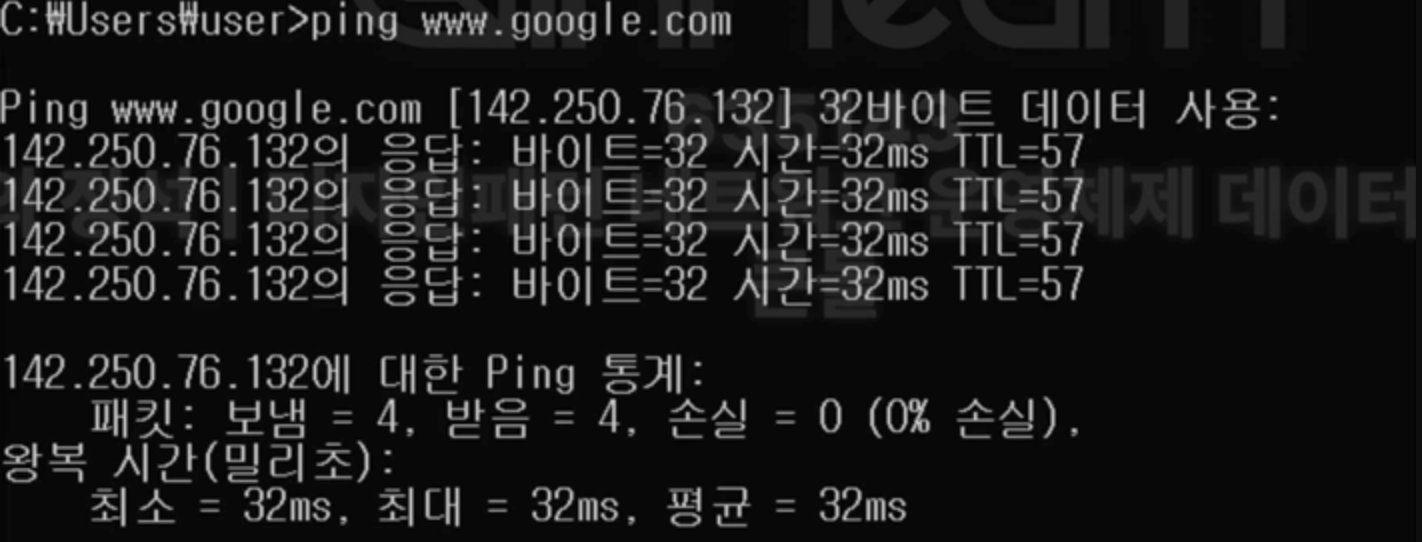 C:₩Users₩user>ping www.google.com
Ping www.google.com [142.250.76.132] 32바이트 데이터 사용:
142.250.76.132의 응답: 바이트=32 시간=32ms TTL=57
142.250.76.132의 응답: 바이트=32 시간=32ms TTL=57
142.250.76.132의 응답: 바이트=32 시간=32ms TTL=57
142.250.76.132의 응답: 바이트=32 시간=32ms TTL=57
142.250.76.132에 대한 Ping 통계:
패킷: 보냄 = 4, 받음 = 4, 손실 = 0 (0% 손실),
왕복 시간(밀리초):
최소 = 32ms, 최대 = 32ms, 평균 = 32ms